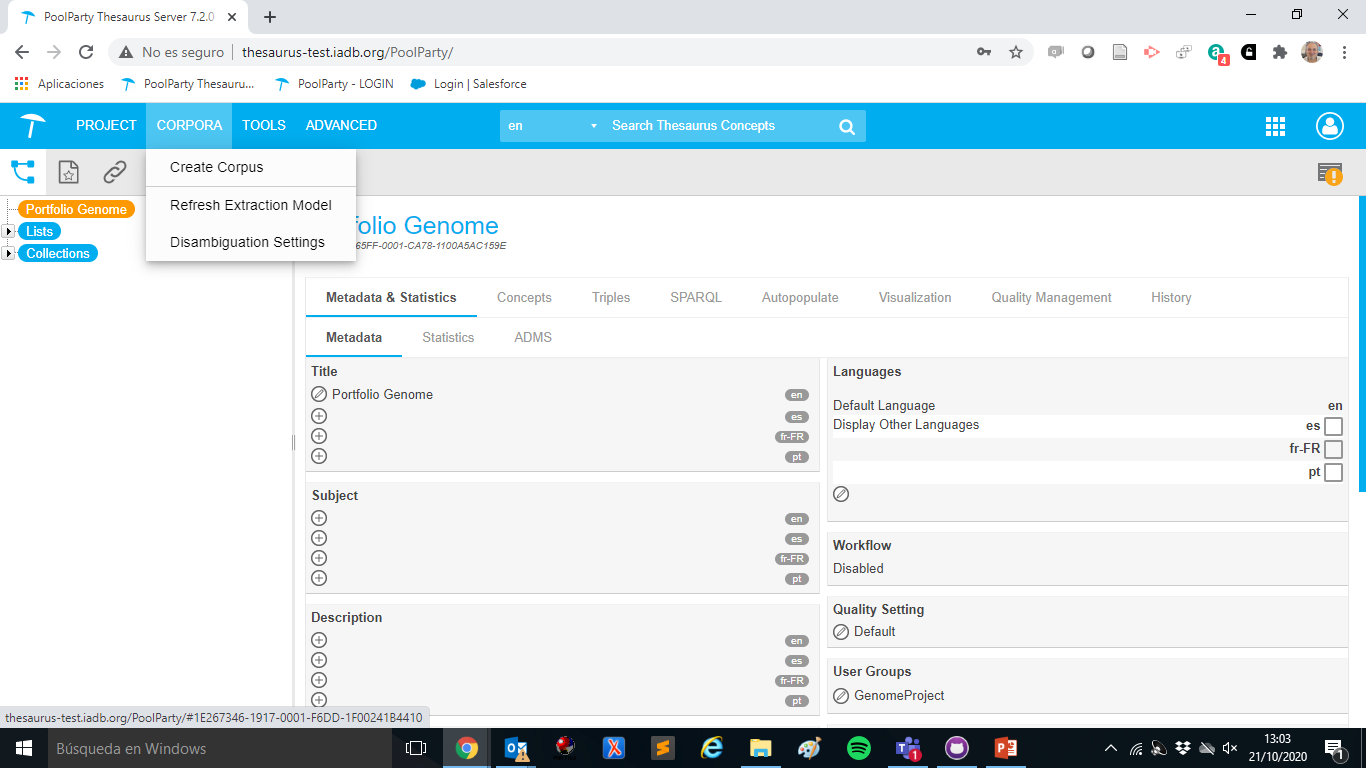 PoolParty Thesaurus Server 7.2.0
No es seguro
thesaurus-test.iadb.org/PoolParty/
4
Aplicaciones
PoolParty Thesauru...
PoolParty - LOGIN
Login | Salesforce
PROJECT
CORPORA
TOOLS
ADVANCED
en
Search Thesaurus Concepts
Create Corpus
Refresh Extraction Model
Disambiguation Settings
Portfolio Genome
Lists
Collections
folio Genome
65FF-0001-CA78-1100A5AC159E
Metadata & Statistics
Concepts
Triples
SPARQL
Autopopulate
Visualization
Quality Management
History
Metadata
Statistics
ADMS
Title
Portfolio Genome
en
es
fr-FR
pt
Subject
en
es
fr-FR
pt
Description
en
es
fr-FR
pt
Languages
Default Language
en
Display Other Languages
es
fr-FR
pt
Workflow
Disabled
Quality Setting
Default
User Groups
GenomeProject
thesaurus-test.iadb.org/PoolParty/#1E267346-1917-0001-F6DD-1F00241B4410
Búsqueda en Windows
1
13:03
21/10/2020
1